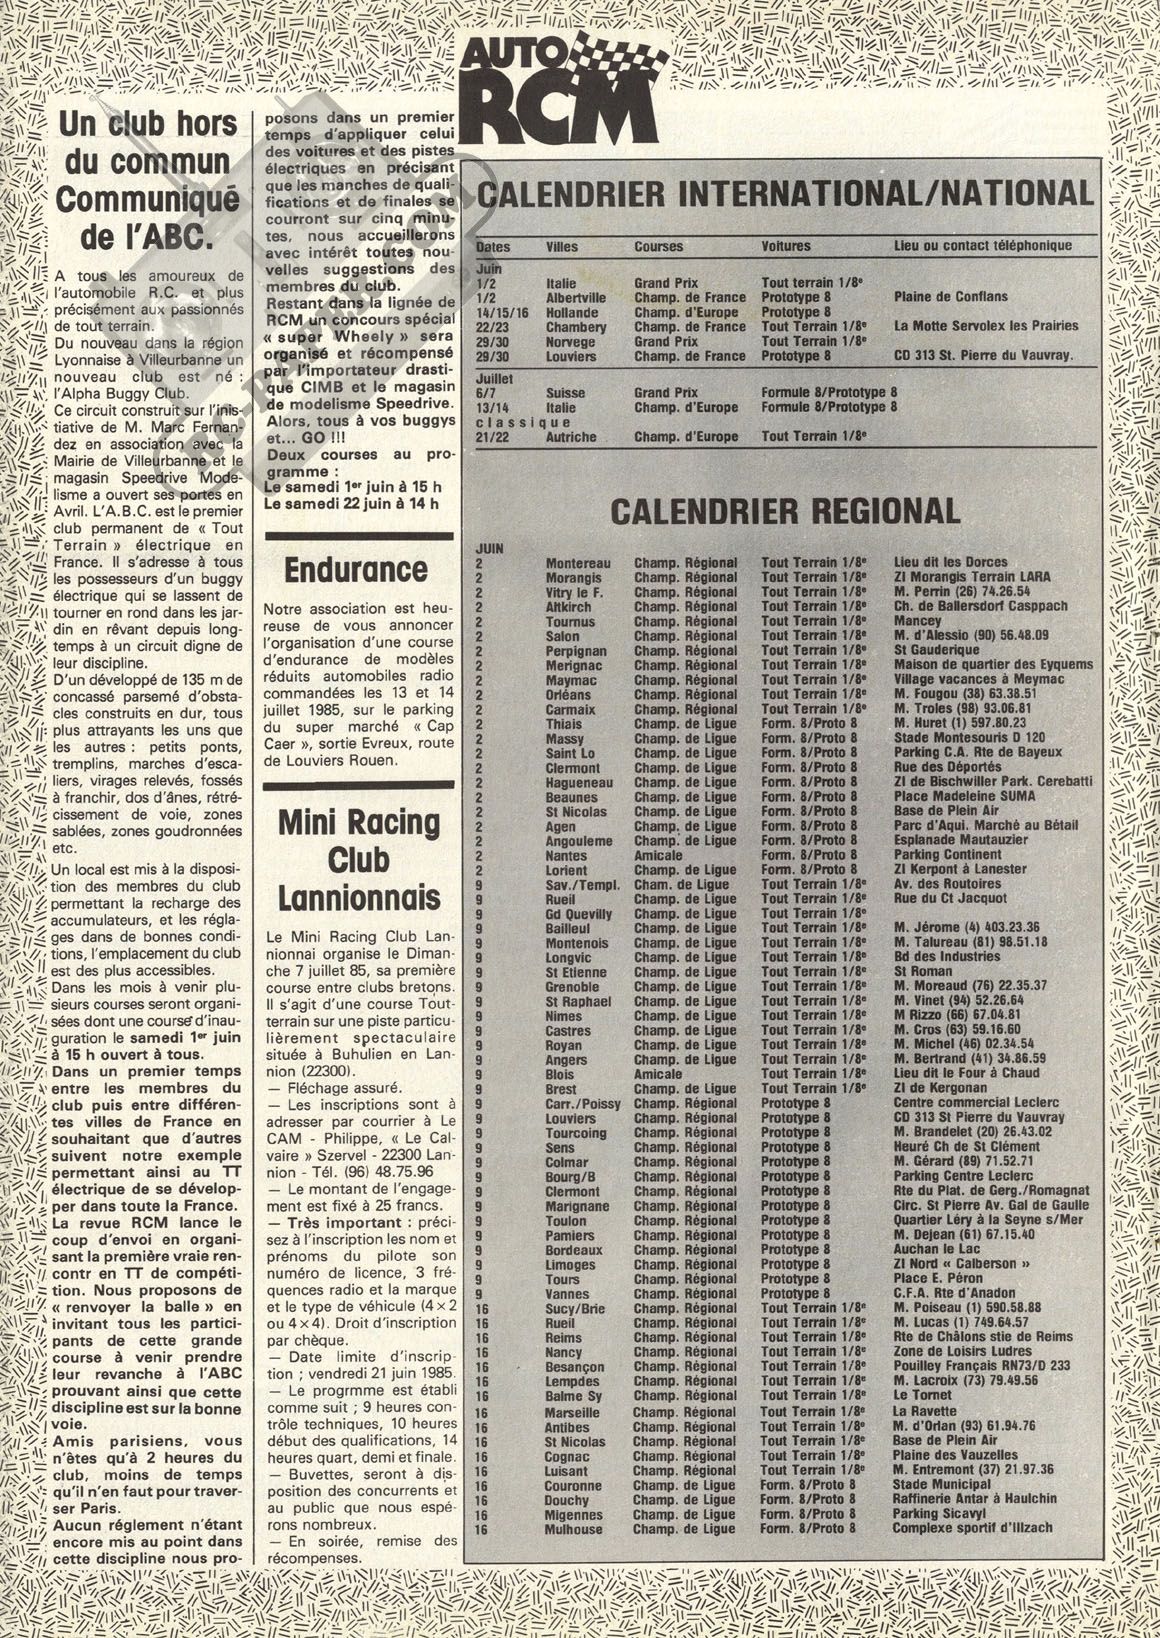 AUTO
RCM
Un club hors
du commun
Communiqué
de l'ABC.
A tous les amoureux de
l'automobile R.C. et plus
précisément aux passionnés
de tout terrain.
Du nouveau dans la région
Lyonnaise à Villeurbanne un
nouveau club est né :
l'Alpha Buggy Club.
Ce circuit construit sur l'inis-
tiative de M. Marc Fernan-
dez en association avec la
Mairie de Villeurbanne et le
magasin Speedrive Mode-
lisme a ouvert ses portes en
Avril. L'A.B.C. est le premier
club permanent de « Tout
Terrain » électrique en
France. Il s'adresse à tous
les possesseurs d'un buggy
électrique qui se lassent de
tourner en rond dans les jar-
din en rêvant depuis long-
temps à un circuit digne de
leur discipline.
D'un développé de 135 m de
concassé parsemé d'obsta-
cles construits en dur, tous
plus attrayants les uns que
les autres : petits ponts,
tremplins, marches d'esca-
liers, virages relevés, fossés
à franchir, dos d'ânes, rétré-
cissement de voie, zones
sablées, zones goudronnées
etc.
Un local est mis à la disposi-
tion des membres du club
permettant la recharge des
accumulateurs, et les régla-
ges dans de bonnes condi-
tions, l'emplacement du club
est des plus accessibles.
Dans les mois à venir plu-
sieurs courses seront organi-
sées dont une course d'inau-
guration le samedi 1er juin
à 15 h ouvert à tous.
Dans un premier temps
entre les membres du
club puis entre différen-
tes villes de France en
souhaitant que d'autres
suivent notre exemple
permettant ainsi au TT
électrique de se dévelop-
per dans toute la France.
La revue RCM lance le
coup d'envoi en organi-
sant la première vraie ren-
contr en TT de compéti-
tion. Nous proposons de
« renvoyer la balle » en
invitant tous les partici-
pants de cette grande
course à venir prendre
leur revanche à l'ABC
prouvant ainsi que cette
discipline est sur la bonne
voie.
Amis parisiens, vous
n'êtes qu'à 2 heures du
club, moins de temps
qu'il n'en faut pour traver-
ser Paris.
Aucun réglement n'étant
encore mis au point dans
cette discipline nous pro-
posons dans un premier
temps d'appliquer celui
des voitures et des pistes
électriques en précisant
que les manches de quali-
fications et de finales se
courront sur cinq minu-
tes, nous accueillerons
avec intérêt toutes nou-
velles suggestions des
membres du club.
Restant dans la lignée de
RCM un concours spécial
« super Wheely » sera
organisé et récompensé
par l'importateur drasti-
que CIMB et le magasin
de modelisme Speedrive.
Alors, tous à vos buggys
et... GO !!!
Deux courses au pro-
gramme :
Le samedi 1er juin à 15 h
Le samedi 22 juin à 14 h
Endurance
Notre association est heu-
reuse de vous annoncer
l'organisation d'une course
d'endurance de modèles
réduits automobiles radio
commandées les 13 et 14
juillet 1985, sur le parking
du super marché « Cap
Caer », sortie Evreux, route
de Louviers Rouen.
Mini Racing
Club
Lannionnais
Le Mini Racing Club Lan-
nionnai organise le Diman-
che 7 juillet 85, sa première
course entre clubs bretons.
Il s'agit d'une course Tout-
terrain sur une piste particu-
lièrement spectaculaire
située à Buhulien en Lan-
nion (22300).
— Fléchage assuré.
— Les inscriptions sont à
adresser par courrier à Le
CAM - Philippe, « Le Cal-
vaire » Szervel - 22300 Lan-
nion - Tél. (96) 48.75.96
— Le montant de l'engage-
ment est fixé à 25 francs.
— Très important : préci-
sez à l'inscription les nom et
prénoms du pilote son
numéro de licence, 3 fré-
quences radio et la marque
et le type de véhicule (4×2
ou 4×4). Droit d'inscription
par chèque.
— Date limite d'inscrip-
tion ; vendredi 21 juin 1985.
— Le progrmme est établi
comme suit ; 9 heures con-
trôle techniques, 10 heures
début des qualifications, 14
heures quart, demi et finale.
— Buvettes, seront à dis-
position des concurrents et
au public que nous espé-
rons nombreux.
— En soirée, remise des
récompenses.
CALENDRIER INTERNATIONAL/NATIONAL
Dates Villes Courses Voitures Lieu ou contact téléphonique
Juin
1/2 Italie Grand Prix Tout terrain 1/8e
1/2 Albertville Champ. de France Prototype 8 Plaine de Conflans
14/15/16 Hollande Champ. d'Europe Prototype 8
22/23 Chambery Champ. de France Tout Terrain 1/8e La Motte Servolex les Prairies
29/30 Norvege Grand Prix Tout Terrain 1/8e
29/30 Louviers Champ. de France Prototype 8 CD 313 St. Pierre du Vauvray.
Juillet
6/7 Suisse Grand Prix Formule 8/Prototype 8
13/14 Italie Champ. d'Europe Formule 8/Prototype 8
classique
21/22 Autriche Champ. d'Europe Tout Terrain 1/8e
CALENDRIER REGIONAL
JUIN
2 Montereau Champ. Régional Tout Terrain 1/8e Lieu dit les Dorces
2 Morangis Champ. Régional Tout Terrain 1/8e ZI Morangis Terrain LARA
2 Vitry le F. Champ. Régional Tout Terrain 1/8e M. Perrin (26) 74.26.54
2 Altkirch Champ. Régional Tout Terrain 1/8e Ch. de Ballersdorf Casppach
2 Tournus Champ. Régional Tout Terrain 1/8e Mancey
2 Salon Champ. Régional Tout Terrain 1/8e M. d'Alessio (90) 56.48.09
2 Perpignan Champ. Régional Tout Terrain 1/8e St Gauderique
2 Merignac Champ. Régional Tout Terrain 1/8e Maison de quartier des Eyquems
2 Maymac Champ. Régional Tout Terrain 1/8e Village vacances à Meymac
2 Orléans Champ. Régional Tout Terrain 1/8e M. Fougou (38) 63.38.51
2 Carmaix Champ. Régional Tout Terrain 1/8e M. Troles (98) 93.06.81
2 Thiais Champ. de Ligue Form. 8/Proto 8 M. Huret (1) 597.80.23
2 Massy Champ. de Ligue Form. 8/Proto 8 Stade Montesouris D 120
2 Saint Lo Champ. de Ligue Form. 8/Proto 8 Parking C.A. Rte de Bayeux
2 Clermont Champ. de Ligue Form. 8/Proto 8 Rue des Déportés
2 Hagueneau Champ. de Ligue Form. 8/Proto 8 ZI de Bischwiller Park. Cerebatti
2 Beaunes Champ. de Ligue Form. 8/Proto 8 Place Madeleine SUMA
2 St Nicolas Champ. de Ligue Form. 8/Proto 8 Base de Plein Air
2 Agen Champ. de Ligue Form. 8/Proto 8 Parc d'Aqui. Marché au Bétail
2 Angouleme Champ. de Ligue Form. 8/Proto 8 Esplanade Mautauzier
2 Nantes Amicale Form. 8/Proto 8 Parking Continent
2 Lorient Champ. de Ligue Form. 8/Proto 8 ZI Kerpont à Lanester
9 Sav./Templ. Cham. de Ligue Tout Terrain 1/8e Av. des Routoires
9 Rueil Champ. de Ligue Tout Terrain 1/8e Rue du Ct Jacquot
9 Gd Quevilly Champ. de Ligue Tout Terrain 1/8e
9 Bailleul Champ. de Ligue Tout Terrain 1/8e M. Jérome (4) 403.23.36
9 Montenois Champ. de Ligue Tout Terrain 1/8e M. Talureau (81) 98.51.18
9 Longvic Champ. de Ligue Tout Terrain 1/8e Bd des Industries
9 St Etienne Champ. de Ligue Tout Terrain 1/8e St Roman
9 Grenoble Champ. de Ligue Tout Terrain 1/8e M. Moreaud (76) 22.35.37
9 St Raphael Champ. de Ligue Tout Terrain 1/8e M. Vinet (94) 52.26.64
9 Nimes Champ. de Ligue Tout Terrain 1/8e M Rizzo (66) 67.04.81
9 Castres Champ. de Ligue Tout Terrain 1/8e M. Cros (63) 59.16.60
9 Royan Champ. de Ligue Tout Terrain 1/8e M. Michel (46) 02.34.54
9 Angers Champ. de Ligue Tout Terrain 1/8e M. Bertrand (41) 34.86.59
9 Blois Amicale Tout Terrain 1/8e Lieu dit le Four à Chaud
9 Brest Champ. de Ligue Tout Terrain 1/8e ZI de Kergonan
9 Carr./Poissy Champ. Régional Prototype 8 Centre commercial Leclerc
9 Louviers Champ. Régional Prototype 8 CD 313 St Pierre du Vauvray
9 Tourcoing Champ. Régional Prototype 8 M. Brandelet (20) 26.43.02
9 Sens Champ. Régional Prototype 8 Heuré Ch de St Clément
9 Colmar Champ. Régional Prototype 8 M. Gérard (89) 71.52.71
9 Bourg/B Champ. Régional Prototype 8 Parking Centre Leclerc
9 Clermont Champ. Régional Prototype 8 Rte du Plat. de Gerg./Romagnat
9 Marignane Champ. Régional Prototype 8 Circ. St Pierre Av. Gal de Gaulle
9 Toulon Champ. Régional Prototype 8 Quartier Léry à la Seyne s/Mer
9 Pamiers Champ. Régional Prototype 8 M. Dejean (61) 67.15.40
9 Bordeaux Champ. Régional Prototype 8 Auchan le Lac
9 Limoges Champ. Régional Prototype 8 ZI Nord « Calberson »
9 Tours Champ. Régional Prototype 8 Place E. Péron
9 Vannes Champ. Régional Prototype 8 C.F.A. Rte d'Anadon
16 Sucy/Brie Champ. Régional Tout Terrain 1/8e M. Poiseau (1) 590.58.88
16 Rueil Champ. Régional Tout Terrain 1/8e M. Lucas (1) 749.64.57
16 Reims Champ. Régional Tout Terrain 1/8e Rte de Châlons stie de Reims
16 Nancy Champ. Régional Tout Terrain 1/8e Zone de Loisirs Ludres
16 Besançon Champ. Régional Tout Terrain 1/8e Pouilley Français RN73/D 233
16 Lempdes Champ. Régional Tout Terrain 1/8e M. Lacroix (73) 79.49.56
16 Balme Sy Champ. Régional Tout Terrain 1/8e Le Tornet
16 Marseille Champ. Régional Tout Terrain 1/8e La Ravette
16 Antibes Champ. Régional Tout Terrain 1/8e M. d'Orlan (93) 61.94.76
16 St Nicolas Champ. Régional Tout Terrain 1/8e Base de Plein Air
16 Cognac Champ. Régional Tout Terrain 1/8e Plaine des Vauzelles
16 Luisant Champ. Régional Tout Terrain 1/8e M. Entremont (37) 21.97.36
16 Couronne Champ. de Ligue Form. 8/Proto 8 Stade Municipal
16 Douchy Champ. de Ligue Form. 8/Proto 8 Raffinerie Antar à Haulchin
16 Migennes Champ. de Ligue Form. 8/Proto 8 Parking Sicavyl
16 Mulhouse Champ. de Ligue Form. 8/Proto 8 Complexe sportif d'Illzach
RC-PAPER.COM